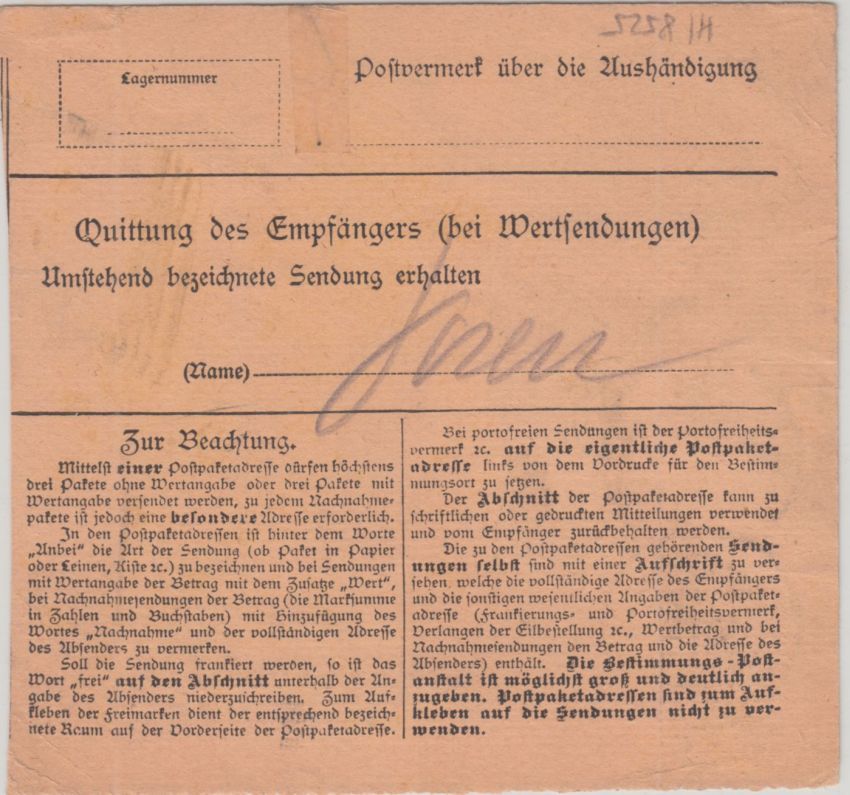 Lagernummer
Postvermerk über die Aushändigung
Quittung des Empfängers (bei Wertsendungen)
Umstehend bezeichnete Sendung erhalten
(Name)
Zur Beachtung.
Mittelst einer Postpaketadresse dürfen höchstens
drei Pakete ohne Wertangabe oder drei Pakete mit
Wertangabe versendet werden, zu jedem Nachnahme-
pakete ist jedoch eine besondere Adresse erforderlich.
In den Postpaketadressen ist hinter dem Worte
„Anbei“ die Art der Sendung (ob Paket in Papier
oder Leinen, Kiste ꝛc.) zu bezeichnen und bei Sendungen
mit Wertangabe der Betrag mit dem Zusatze „Wert“,
bei Nachnahmesendungen der Betrag (die Marksumme
in Zahlen und Buchstaben) mit Hinzufügung des
Wortes „Nachnahme“ und der vollständigen Adresse
des Absenders zu vermerken.
Soll die Sendung frankiert werden, so ist das
Wort „frei“ auf den Abschnitt unterhalb der An-
gabe des Absenders niederzuschreiben. Zum Auf-
kleben der Freimarken dient der entsprechend bezeich-
nete Raum auf der Vorderseite der Postpaketadresse.
Bei portofreien Sendungen ist der Portofreiheits-
vermerk ꝛc. auf die eigentliche Postpaket-
adresse links von dem Vordrucke für den Bestim-
mungsort zu setzen.
Der Abschnitt der Postpaketadresse kann zu
schriftlichen oder gedruckten Mitteilungen verwendet
und vom Empfänger zurückbehalten werden.
Die zu den Postpaketadressen gehörenden Send-
ungen selbst sind mit einer Aufschrift zu ver-
sehen, welche die vollständige Adresse des Empfängers
und die sonstigen wesentlichen Angaben der Postpaket-
adresse (Frankierungs- und Portofreiheitsvermerk,
Verlangen der Eilbestellung ꝛc., Wertbetrag und bei
Nachnahmesendungen den Betrag und die Adresse des
Absenders) enthält. Die Bestimmungs-Post-
anstalt ist möglichst groß und deutlich an-
zugeben. Postpaketadressen sind zum Auf-
kleben auf die Sendungen nicht zu ver-
wenden.